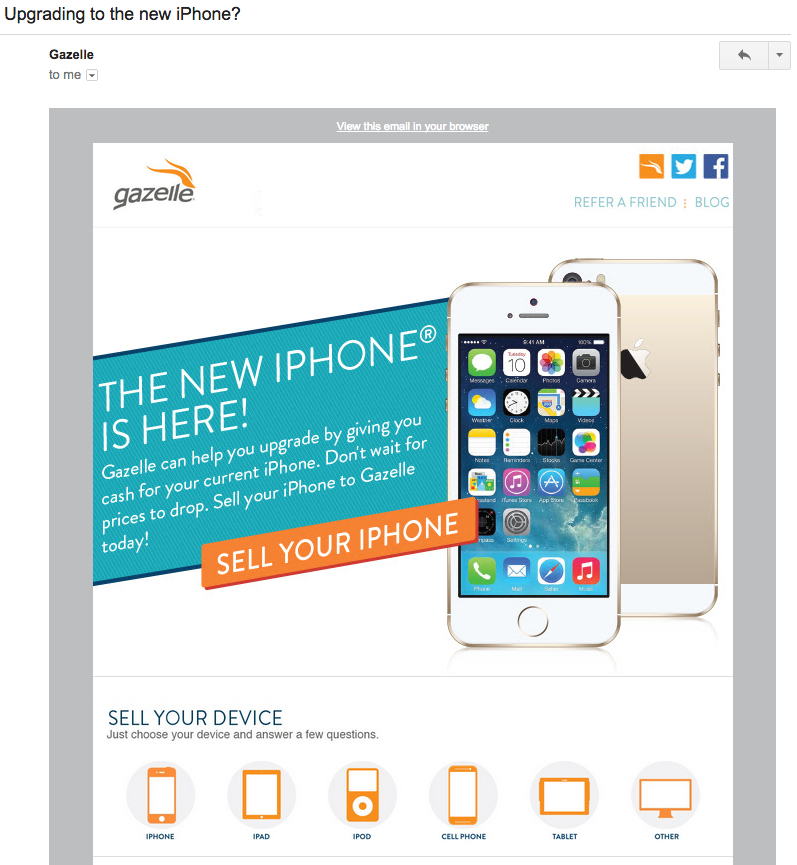 Upgrading to the new iPhone?
Gazelle
to me
View this email in your browser
gazelle
REFER A FRIEND : BLOG
THE NEW IPHONE®
IS HERE!
Gazelle can help you upgrade by giving you
cash for your current iPhone. Don't wait for
prices to drop. Sell your iPhone to Gazelle
today!
SELL YOUR IPHONE
9:41 AM 100%
Tuesday
10
Messages Calendar Photos Camera
Weather Clock Maps Videos
Notes Reminders Stocks Game Center
wsstand iTunes Store App Store Passbook
mpass Settings
Phone Mail Safari Music
SELL YOUR DEVICE
Just choose your device and answer a few questions.
IPHONE IPAD IPOD CELL PHONE TABLET OTHER